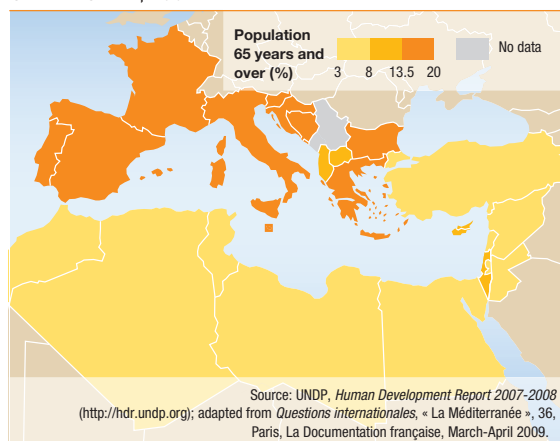 Population
65 years and
over (%)
3 8 13.5 20
No data
Source: UNDP, Human Development Report 2007-2008
(http://hdr.undp.org); adapted from Questions internationales, « La Méditerranée », 36,
Paris, La Documentation française, March-April 2009.